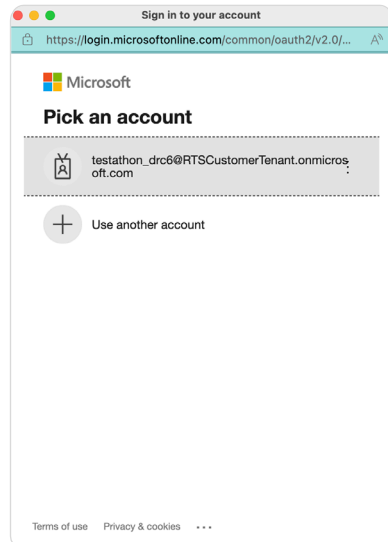 Sign in to your account
https://login.microsoftonline.com/common/oauth2/v2.0/... A
Microsoft
Pick an account
testathon_drc6@RTSCustomerTenant.onmicros
oft.com
Use another account
Terms of use Privacy & cookies ...